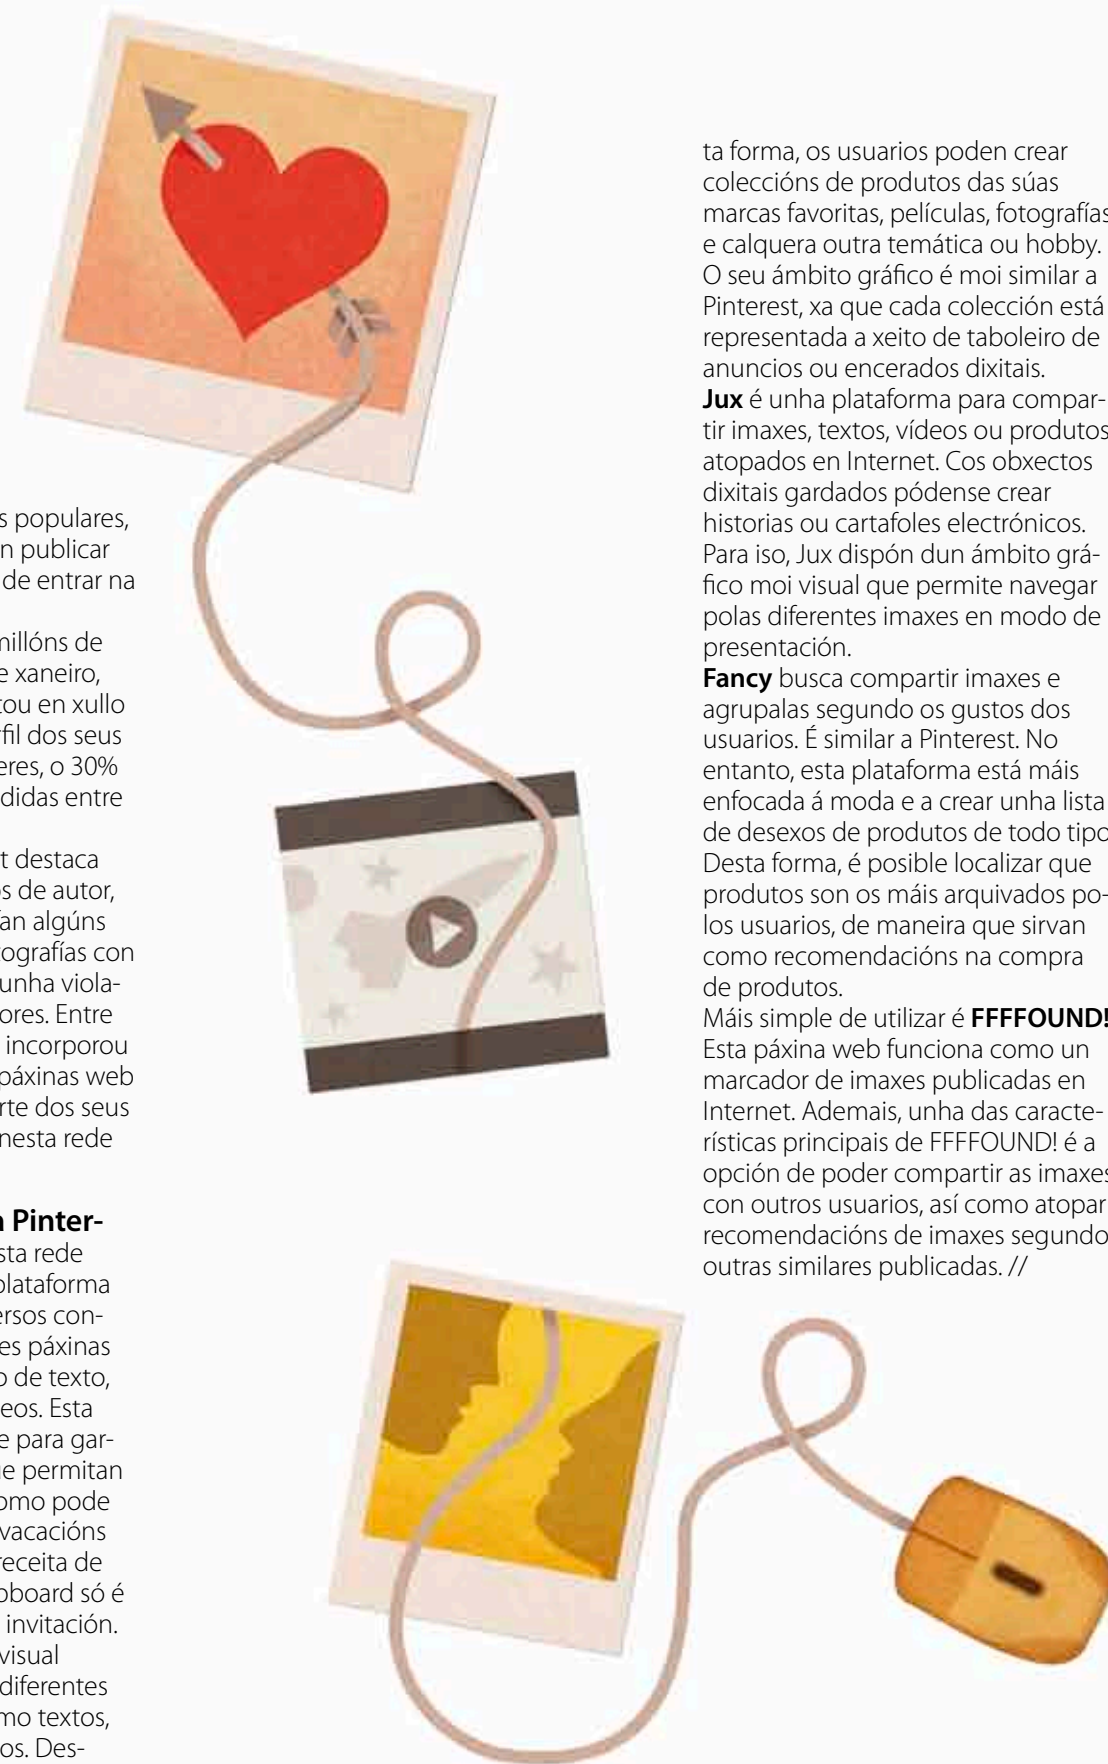 s populares,
n publicar
de entrar na
millóns de
e xaneiro,
tou en xullo
fil dos seus
eres, o 30%
didas entre
t destaca
s de autor,
ían algúns
tografías con
unha viola-
ores. Entre
incorporou
páxinas web
rte dos seus
nesta rede
a Pinter-
sta rede
plataforma
ersos con-
es páxinas
o de texto,
eos. Esta
e para gar-
ue permitan
omo pode
vacacións
receita de
pboard só é
invitación.
visual
diferentes
mo textos,
os. Des-
ta forma, os usuarios poden crear
coleccións de produtos das súas
marcas favoritas, películas, fotografías
e calquera outra temática ou hobby.
O seu ámbito gráfico é moi similar a
Pinterest, xa que cada colección está
representada a xeito de taboleiro de
anuncios ou encerados dixitais.
Jux é unha plataforma para compar-
tir imaxes, textos, vídeos ou produtos
atopados en Internet. Cos obxectos
dixitais gardados pódense crear
historias ou cartafoles electrónicos.
Para iso, Jux dispón dun ámbito grá-
fico moi visual que permite navegar
polas diferentes imaxes en modo de
presentación.
Fancy busca compartir imaxes e
agrupalas segundo os gustos dos
usuarios. É similar a Pinterest. No
entanto, esta plataforma está máis
enfocada á moda e a crear unha lista
de desexos de produtos de todo tipo
Desta forma, é posible localizar que
produtos son os máis arquivados po-
los usuarios, de maneira que sirvan
como recomendacións na compra
de produtos.
Máis simple de utilizar é FFFFOUND!
Esta páxina web funciona como un
marcador de imaxes publicadas en
Internet. Ademais, unha das caracte-
rísticas principais de FFFFOUND! é a
opción de poder compartir as imaxes
con outros usuarios, así como atopar
recomendacións de imaxes segundo
outras similares publicadas. //